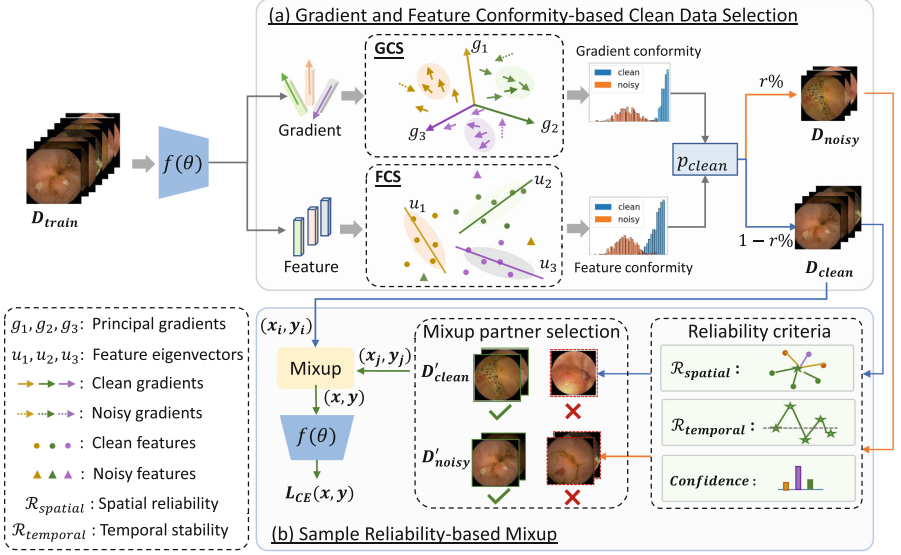 (a) Gradient and Feature Conformity-based Clean Data Selection
GCS
g1
g2
g3
Gradient
Gradient conformity
clean
noisy
r%
D_noisy
D_train
f(θ)
p_clean
FCS
u1
u2
u3
Feature
clean
noisy
Feature conformity
1 − r%
D_clean
g1, g2, g3: Principal gradients
u1, u2, u3: Feature eigenvectors
: Clean gradients
: Noisy gradients
: Clean features
: Noisy features
ℛ_spatial : Spatial reliability
ℛ_temporal : Temporal stability
(x_i, y_i)
Mixup
(x_j, y_j)
(x, y)
f(θ)
L_CE(x, y)
Mixup partner selection
D′_clean
D′_noisy
Reliability criteria
ℛ_spatial :
ℛ_temporal :
Confidence :
(b) Sample Reliability-based Mixup